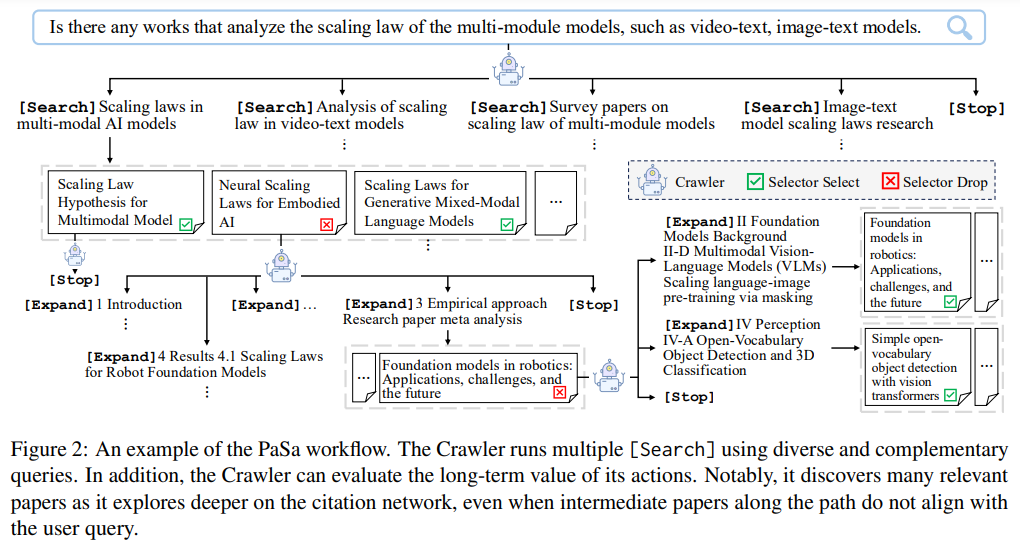 Is there any works that analyze the scaling law of the multi-module models, such as video-text, image-text models.
[Search] Scaling laws in
multi-modal AI models
[Search] Analysis of scaling
law in video-text models
⋮
[Search] Survey papers on
scaling law of multi-module models
⋮
[Search] Image-text
model scaling laws research
⋮
[Stop]
Scaling Law
Hypothesis for
Multimodal Model
Neural Scaling
Laws for Embodied
AI
Scaling Laws for
Generative Mixed-Modal
Language Models
⋮
...
Crawler
Selector Select
Selector Drop
[Stop]
[Expand] 1 Introduction
⋮
[Expand] ...
[Expand] 3 Empirical approach
Research paper meta analysis
[Stop]
[Expand] 4 Results 4.1 Scaling Laws
for Robot Foundation Models
⋮
...
Foundation models in robotics:
Applications, challenges, and
the future
[Expand] II Foundation
Models Background
II-D Multimodal Vision-
Language Models (VLMs)
Scaling language-image
pre-training via masking
[Expand] IV Perception
IV-A Open-Vocabulary
Object Detection and 3D
Classification
[Stop]
Foundation
models in
robotics:
Applications,
challenges, and
the future
...
Simple open-
vocabulary
object detection
with vision
transformers
...
Figure 2: An example of the PaSa workflow. The Crawler runs multiple [Search] using diverse and complementary
queries. In addition, the Crawler can evaluate the long-term value of its actions. Notably, it discovers many relevant
papers as it explores deeper on the citation network, even when intermediate papers along the path do not align with
the user query.